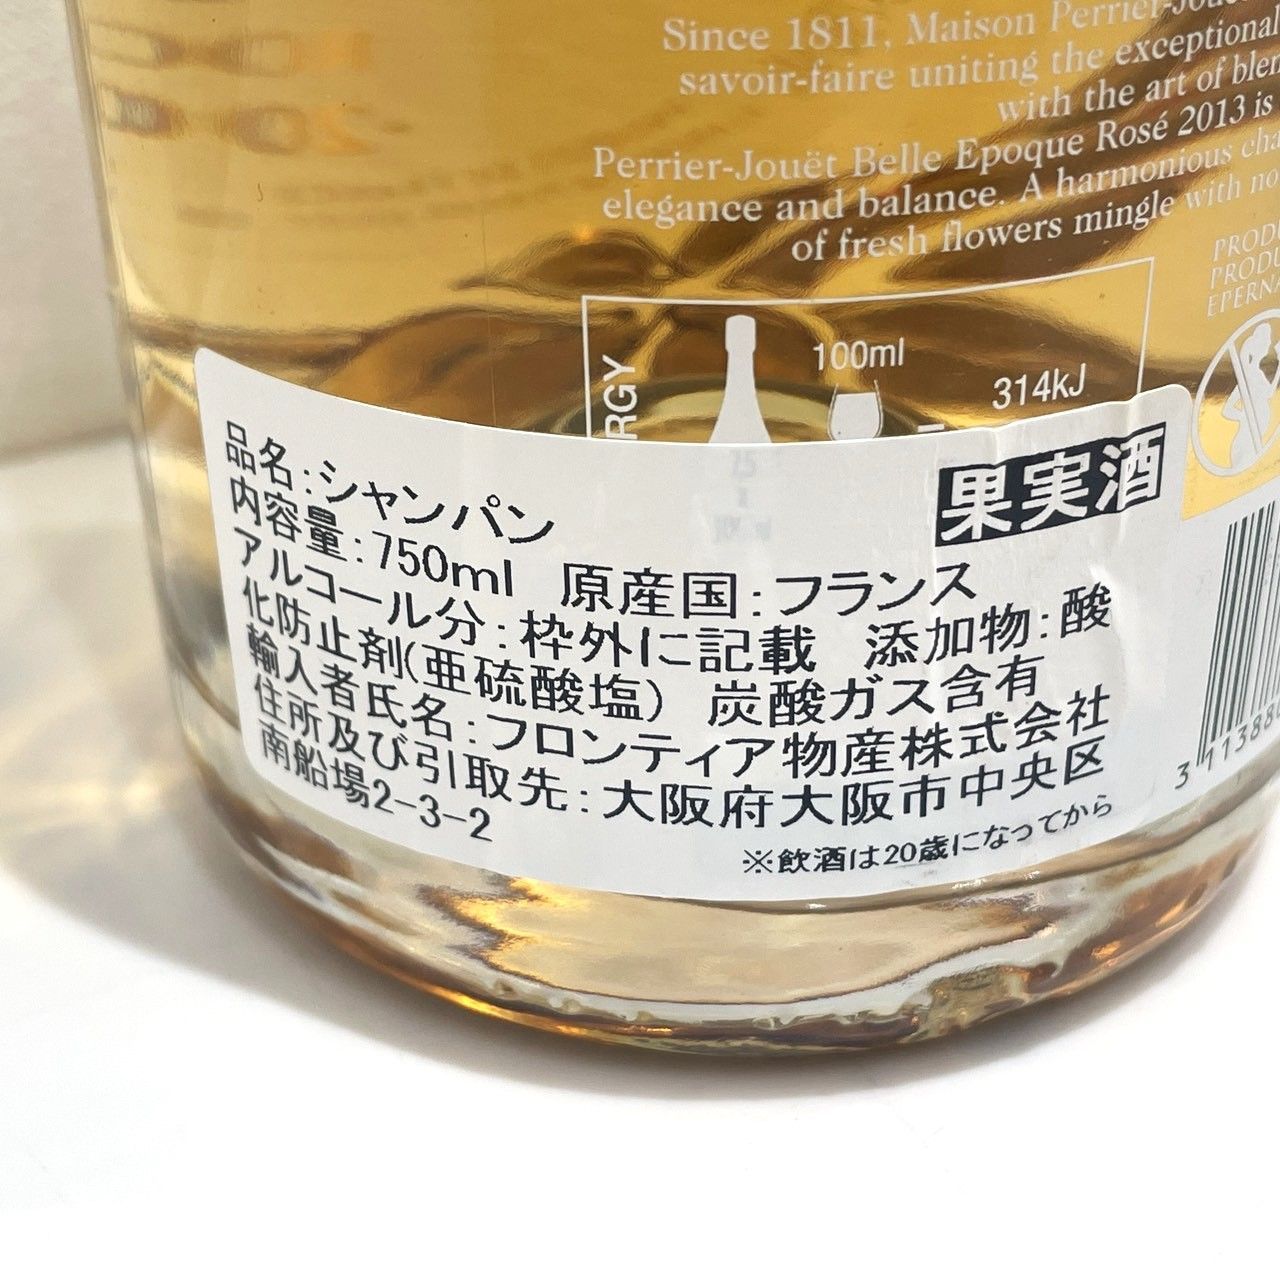 Since 1811, Maison Perrier-Jouët
savoir-faire uniting the exceptional
with the art of
Perrier-Jouët Belle Epoque Rosé 2013 is
elegance and balance. A harmonious
of fresh flowers mingle with
100ml
314kJ
果実酒
品名:シャンパン
内容量:750ml 原産国:フランス
アルコール分:枠外に記載 添加物:酸
化防止剤(亜硫酸塩) 炭酸ガス含有
輸入者氏名:フロンティア物産株式会社
住所及び引取先:大阪府大阪市中央区
南船場2-3-2
※飲酒は20歳になってから